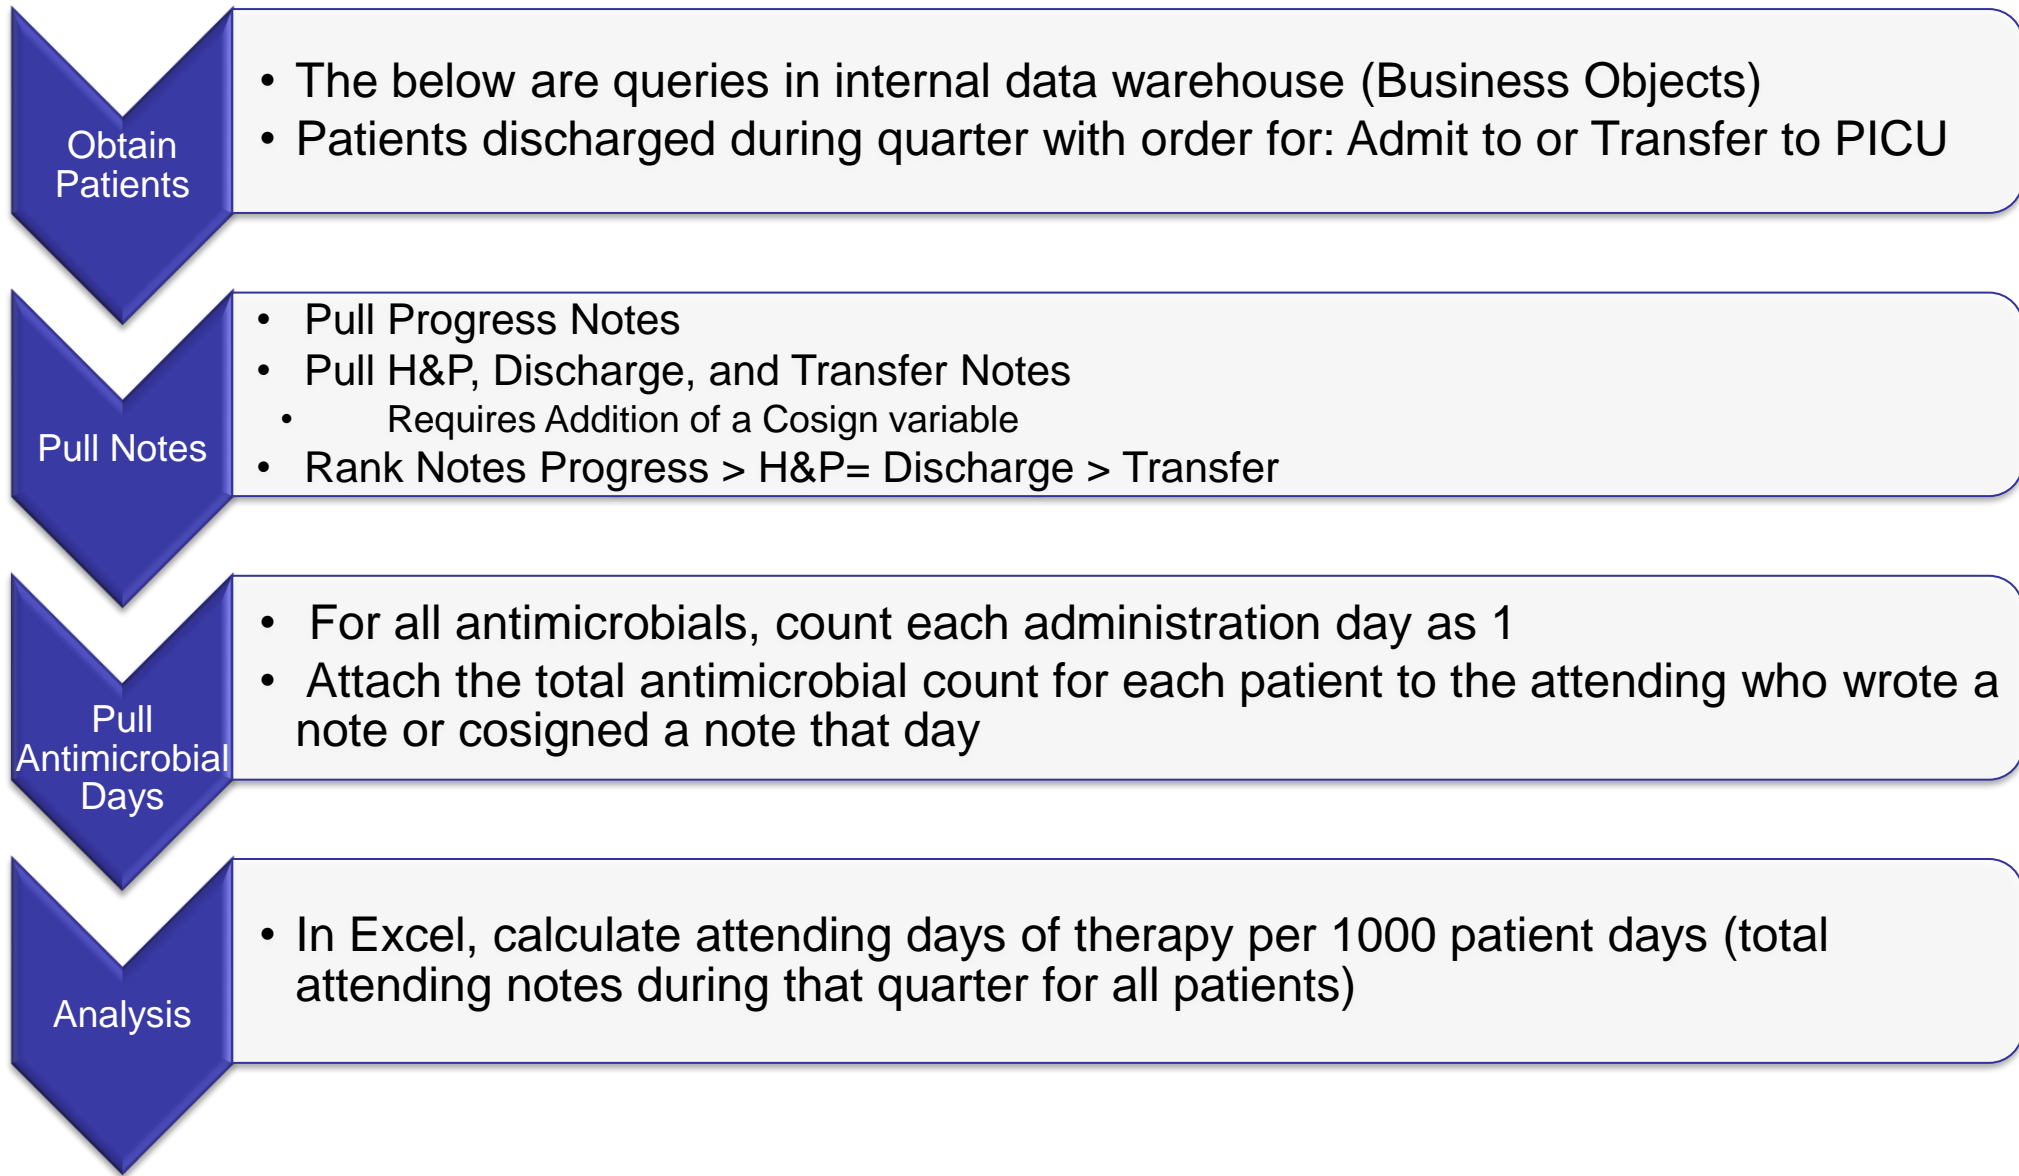 Obtain
Patients
• The below are queries in internal data warehouse (Business Objects)
• Patients discharged during quarter with order for: Admit to or Transfer to PICU
Pull Notes
• Pull Progress Notes
• Pull H&P, Discharge, and Transfer Notes
• Requires Addition of a Cosign variable
• Rank Notes Progress > H&P= Discharge > Transfer
Pull
Antimicrobial
Days
• For all antimicrobials, count each administration day as 1
• Attach the total antimicrobial count for each patient to the attending who wrote a
note or cosigned a note that day
Analysis
• In Excel, calculate attending days of therapy per 1000 patient days (total
attending notes during that quarter for all patients)